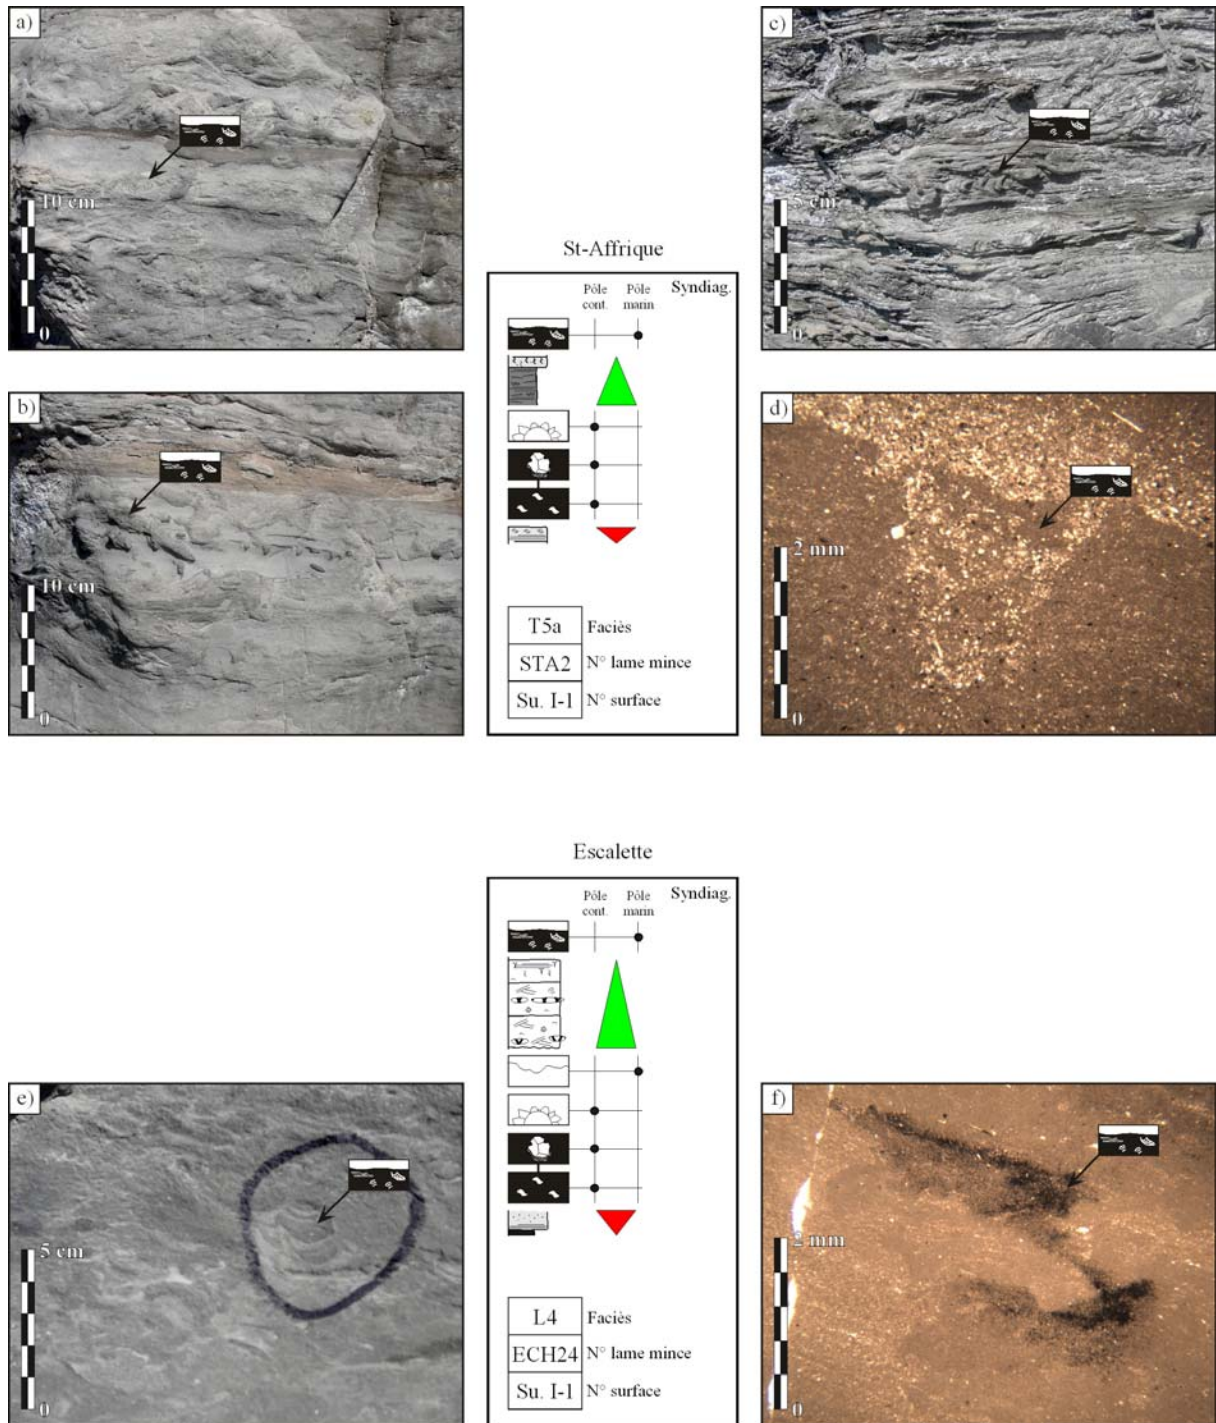 a)
10 cm
0
b)
10 cm
0
St-Affrique
Pôle cont.
Pôle marin
Syndiag.
T5a Faciès
STA2 N° lame mince
Su. I-1 N° surface
c)
5 cm
0
d)
2 mm
0
Escalette
Pôle cont.
Pôle marin
Syndiag.
e)
5 cm
0
L4 Faciès
ECH24 N° lame mince
Su. I-1 N° surface
f)
2 mm
0